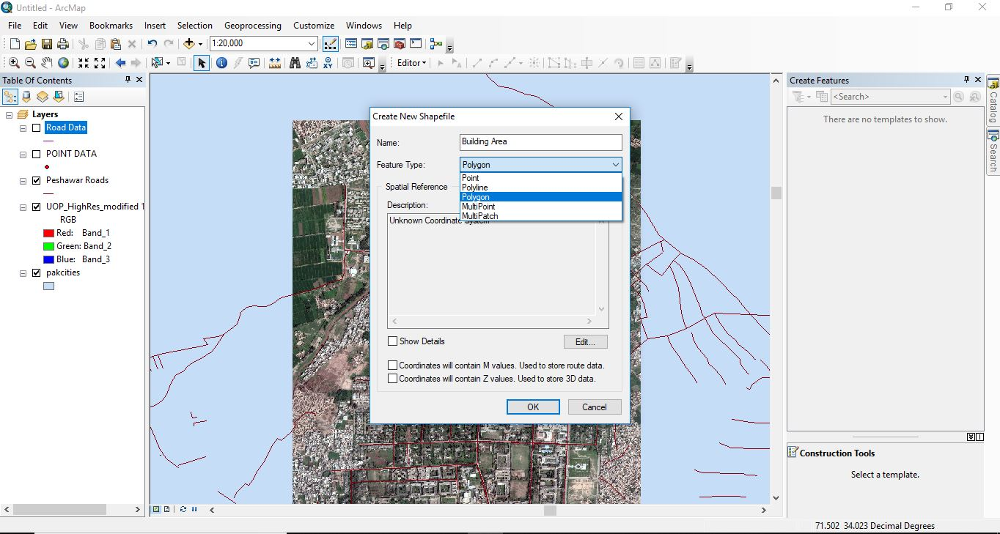 Untitled - ArcMap
File Edit View Bookmarks Insert Selection Geoprocessing Customize Windows Help
1:20,000
XY
Editor
Table Of Contents
Layers
Road Data
POINT DATA
Peshawar Roads
UOP_HighRes_modified 1
RGB
Red: Band_1
Green: Band_2
Blue: Band_3
pakcities
Create New Shapefile
Name: Building Area
Feature Type: Polygon
Point
Polyline
Polygon
MultiPoint
MultiPatch
Spatial Reference
Description:
Unknown Coordinate System
Show Details
Edit...
Coordinates will contain M values. Used to store route data.
Coordinates will contain Z values. Used to store 3D data.
OK Cancel
Create Features
<Search>
There are no templates to show.
Construction Tools
Select a template.
Catalog
Search
71.502 34.023 Decimal Degrees